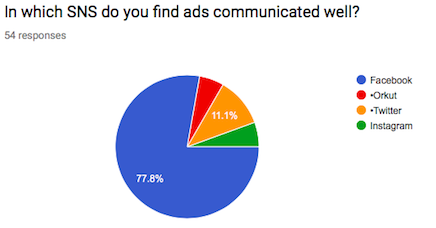 In which SNS do you find ads communicated well?
54 responses
Facebook
•Orkut
•Twitter
Instagram
11.1%
77.8%